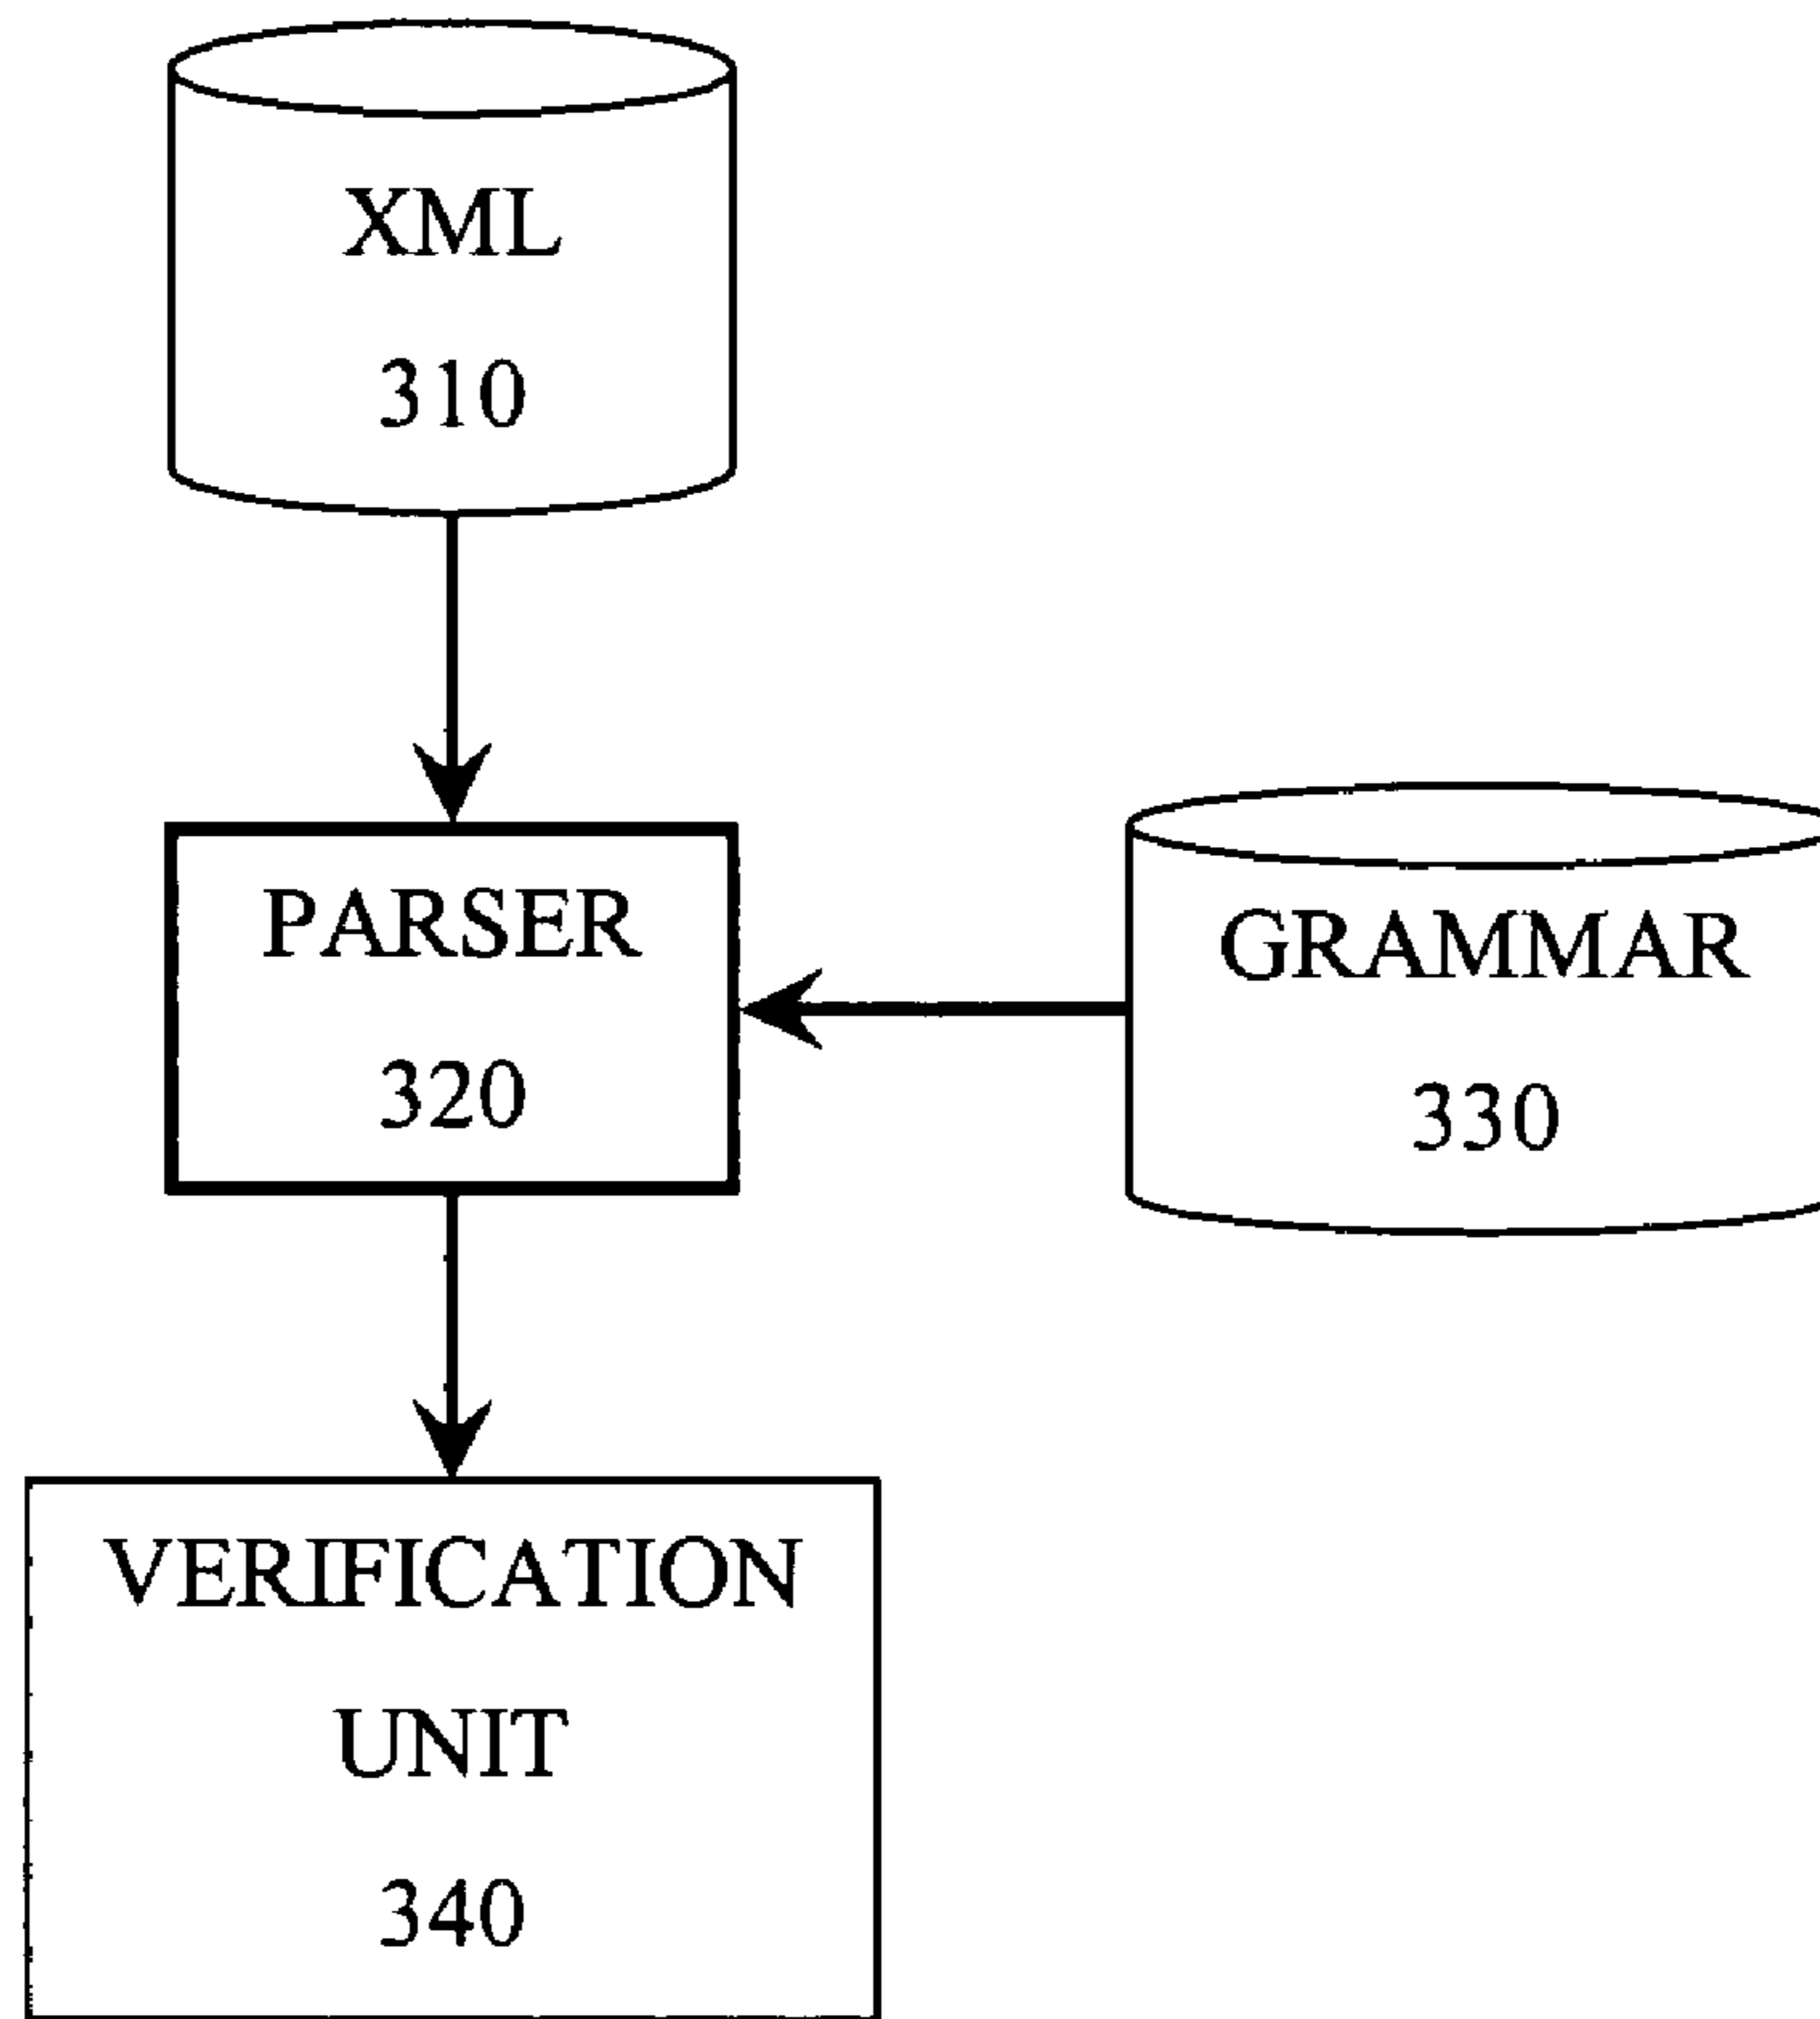 XML
310
PARSER
320
GRAMMAR
330
VERIFICATION
UNIT
340